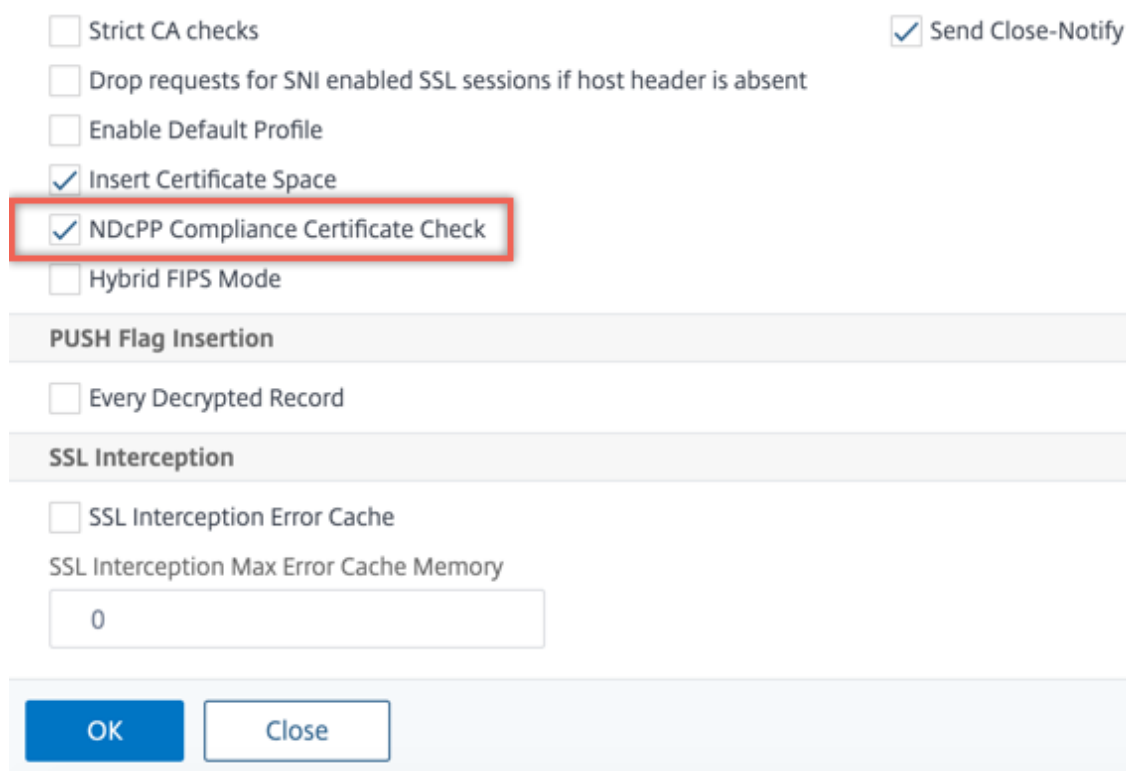 Strict CA checks
Send Close-Notify
Drop requests for SNI enabled SSL sessions if host header is absent
Enable Default Profile
Insert Certificate Space
NDcPP Compliance Certificate Check
Hybrid FIPS Mode
PUSH Flag Insertion
Every Decrypted Record
SSL Interception
SSL Interception Error Cache
SSL Interception Max Error Cache Memory
0
OK
Close